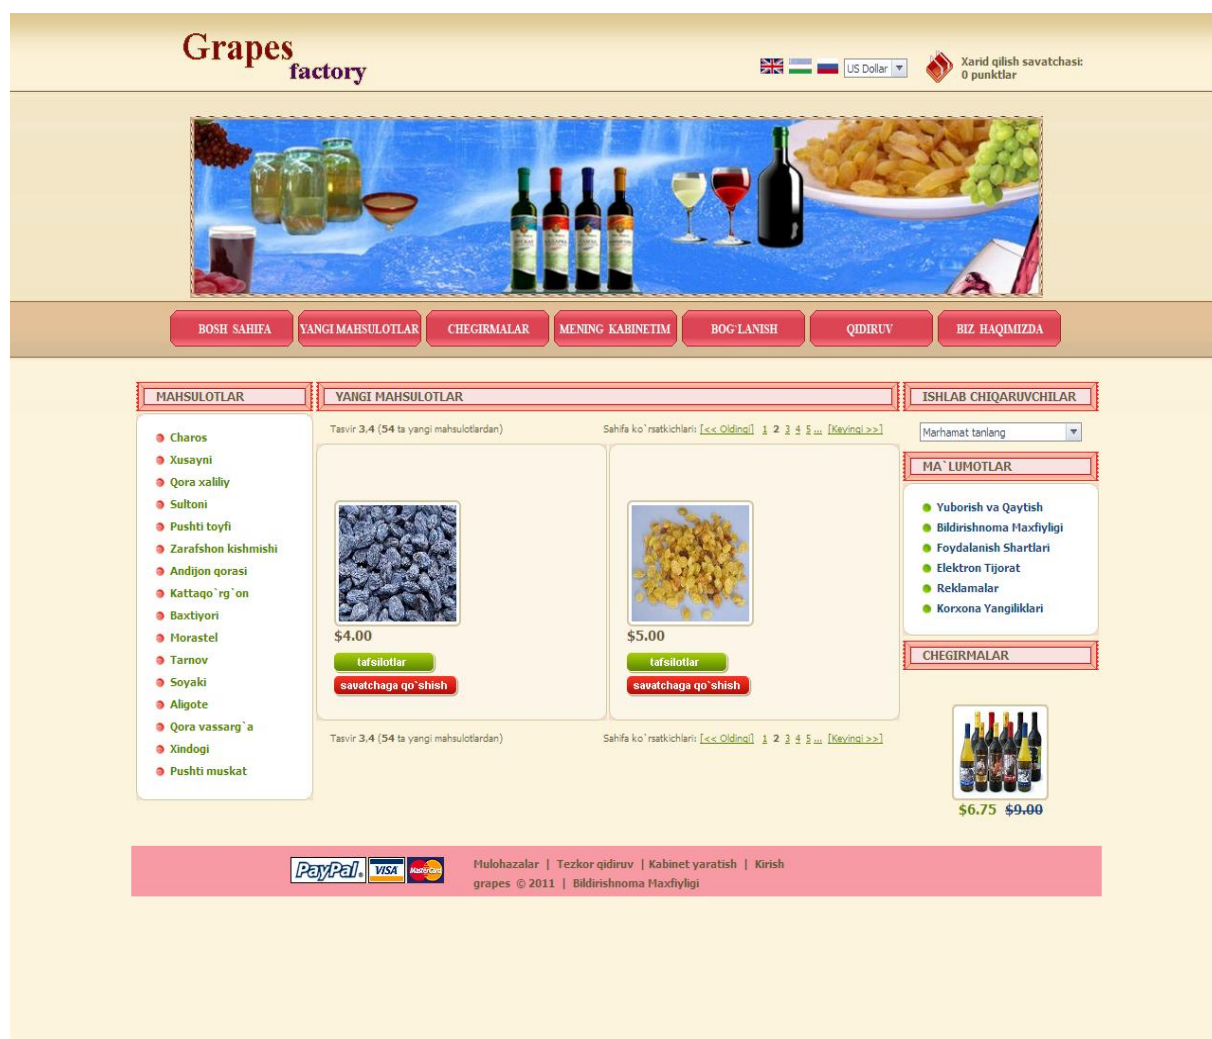 Grapes
factory
US Dollar
Xarid qilish savatchasi:
0 punktlar
BOSH SAHIFA
YANGI MAHSULOTLAR
CHEGIRMALAR
MENING KABINETIM
BOG`LANISH
QIDIRUV
BIZ HAQIMIZDA
MAHSULOTLAR
Charos
Xusayni
Qora xaliliy
Sultoni
Pushti toyfi
Zarafshon kishmishi
Andijon qorasi
Kattaqo`rg`on
Baxtiyori
Morastel
Tarnov
Soyaki
Aligote
Qora vassarg`a
Xindogi
Pushti muskat
YANGI MAHSULOTLAR
Tasvir 3,4 (54 ta yangi mahsulotlardan)
Sahifa ko`rsatkichlari: [<< Oldingi] 1 2 3 4 5 ... [Keyingi >>]
$4.00
tafsilotlar
savatchaga qo`shish
$5.00
tafsilotlar
savatchaga qo`shish
Tasvir 3,4 (54 ta yangi mahsulotlardan)
Sahifa ko`rsatkichlari: [<< Oldingi] 1 2 3 4 5 ... [Keyingi >>]
ISHLAB CHIQARUVCHILAR
Marhamat tanlang
MA`LUMOTLAR
Yuborish va Qaytish
Bildirishnoma Maxfiyligi
Foydalanish Shartlari
Elektron Tijorat
Reklamalar
Korxona Yangiliklari
CHEGIRMALAR
$6.75 $9.00
PayPal
VISA
MasterCard
Mulohazalar | Tezkor qidiruv | Kabinet yaratish | Kirish
grapes © 2011 | Bildirishnoma Maxfiyligi